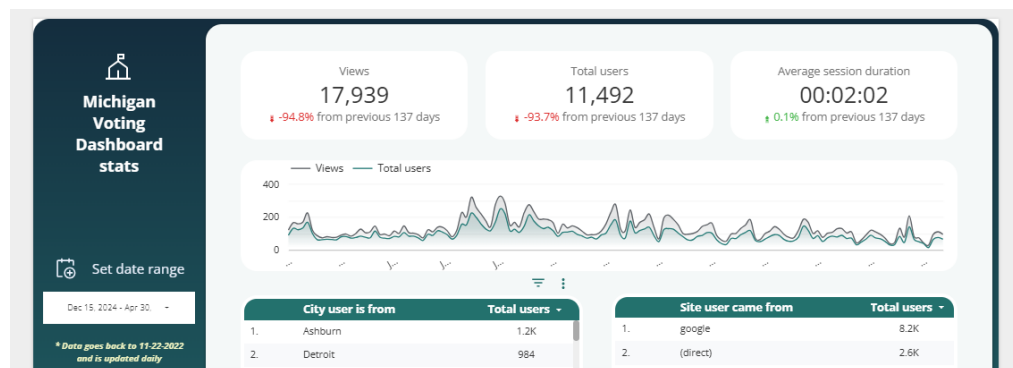 Michigan
Voting
Dashboard
stats
Set date range
Dec 15, 2024 - Apr 30,
* Data goes back to 11-22-2022
and is updated daily
Views
17,939
-94.8% from previous 137 days
Total users
11,492
-93.7% from previous 137 days
Average session duration
00:02:02
0.1% from previous 137 days
Views Total users
400
200
0
City user is from Total users
1. Ashburn 1.2K
2. Detroit 984
Site user came from Total users
1. google 8.2K
2. (direct) 2.6K